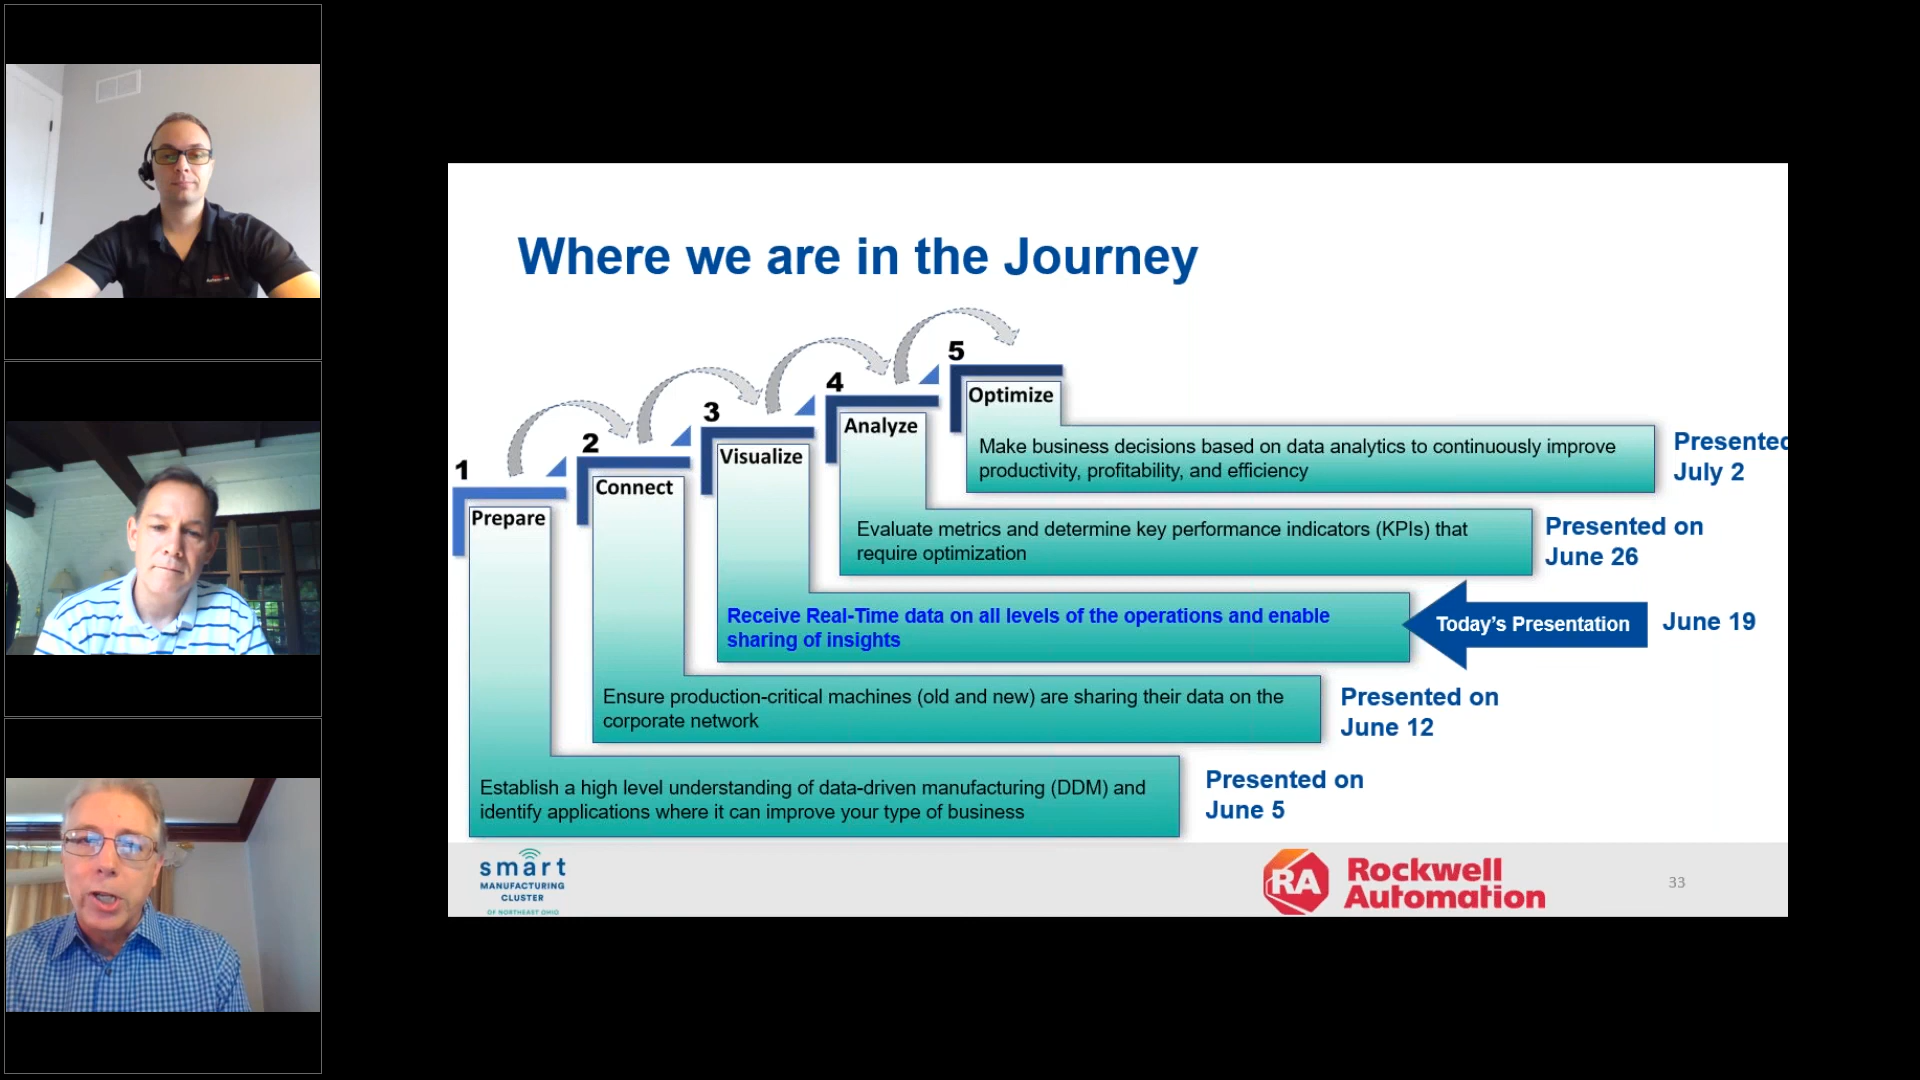 Where we are in the Journey
1
Prepare
2
Connect
3
Visualize
4
Analyze
5
Optimize
Make business decisions based on data analytics to continuously improve
productivity, profitability, and efficiency
Presented
July 2
Evaluate metrics and determine key performance indicators (KPIs) that
require optimization
Presented on
June 26
Receive Real-Time data on all levels of the operations and enable
sharing of insights
Today's Presentation
June 19
Ensure production-critical machines (old and new) are sharing their data on the
corporate network
Presented on
June 12
Establish a high level understanding of data-driven manufacturing (DDM) and
identify applications where it can improve your type of business
Presented on
June 5
smart
MANUFACTURING
CLUSTER
OF NORTHEAST OHIO
RA
Rockwell
Automation
33